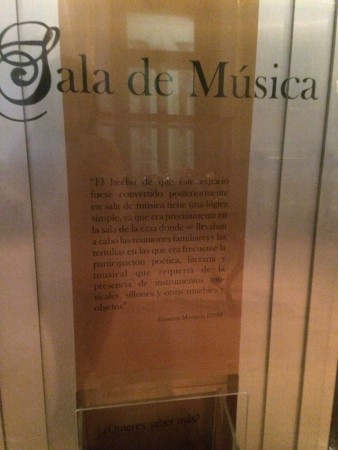 Sala de Música
"El hecho de que este espacio
fuese convertido posteriormente
en sala de música tiene una lógica
simple, ya que era precisamente en
la sala de la casa donde se llevaban
a cabo las reuniones familiares y las
tertulias en las que era frecuente la
participación poética, literaria y
musical que requería de la
presencia de instrumentos mu-
sicales, sillones y otros muebles y
objetos"
¿Quieres saber más?